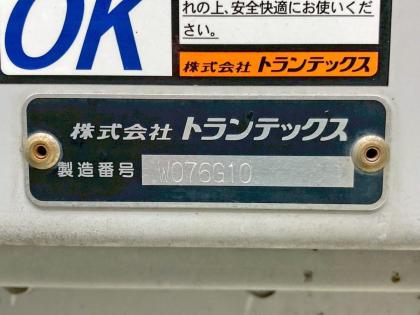 OK
れの上、安全快適にお使いくだ
さい。
株式会社 トランテックス
株式会社 トランテックス
製造番号 W076G10